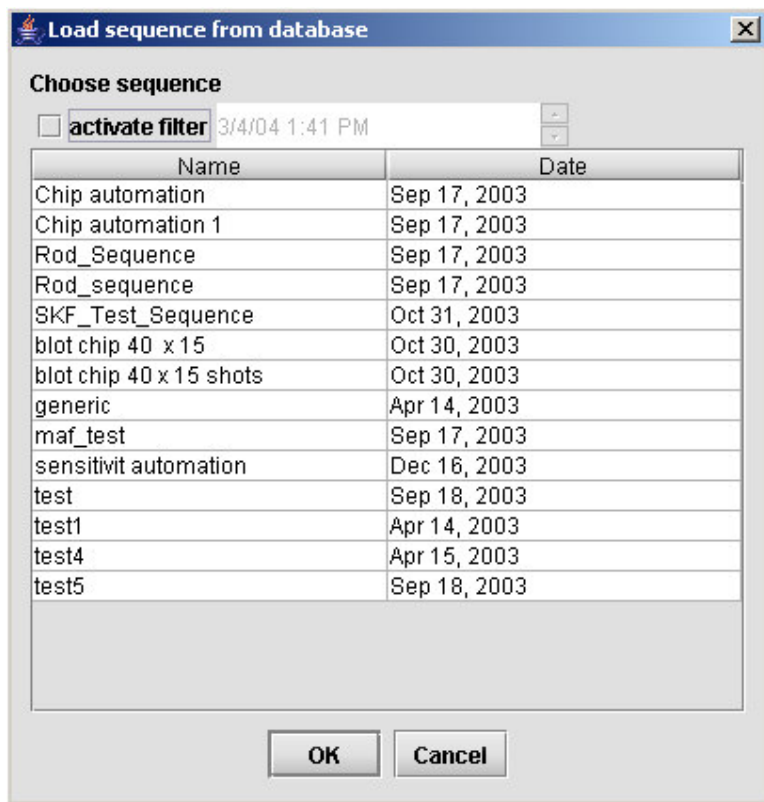 Load sequence from database
Choose sequence
activate filter 3/4/04 1:41 PM
Name Date
Chip automation Sep 17, 2003
Chip automation 1 Sep 17, 2003
Rod_Sequence Sep 17, 2003
Rod_sequence Sep 17, 2003
SKF_Test_Sequence Oct 31, 2003
blot chip 40  x 15 Oct 30, 2003
blot chip 40 x 15 shots Oct 30, 2003
generic Apr 14, 2003
maf_test Sep 17, 2003
sensitivit automation Dec 16, 2003
test Sep 18, 2003
test1 Apr 14, 2003
test4 Apr 15, 2003
test5 Sep 18, 2003
OK Cancel